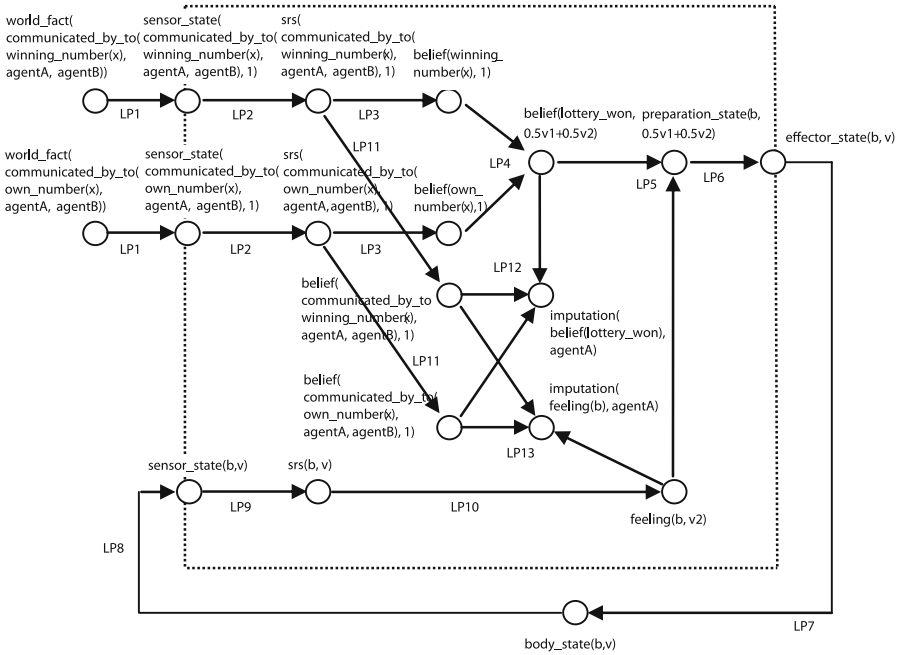 world_fact(
communicated_by_to(
winning_number(x),
agentA, agentB))
sensor_state(
communicated_by_to(
winning_number(x),
agentA, agentB), 1)
srs(
communicated_by_to(
winning_number(x),
agentA, agentB), 1)
belief(winning_
number(x), 1)
LP1
LP2
LP3
LP11
belief(lottery_won,
0.5v1+0.5v2)
preparation_state(b,
0.5v1+0.5v2)
effector_state(b, v)
LP4
LP5
LP6
world_fact(
communicated_by_to(
own_number(x),
agentA, agentB))
sensor_state(
communicated_by_to(
own_number(x),
agentA, agentB), 1)
srs(
communicated_by_to(
own_number(x),
agentA,agentB), 1)
belief(own_
number(x),1)
LP1
LP2
LP3
LP12
belief(
communicated_by_to
winning_number(x),
agentA, agentB), 1)
LP11
imputation(
belief(lottery_won),
agentA)
belief(
communicated_by_to(
own_number(x),
agentA, agentB), 1)
imputation(
feeling(b), agentA)
LP13
sensor_state(b,v)
srs(b, v)
LP9
LP10
feeling(b, v2)
LP8
LP7
body_state(b,v)